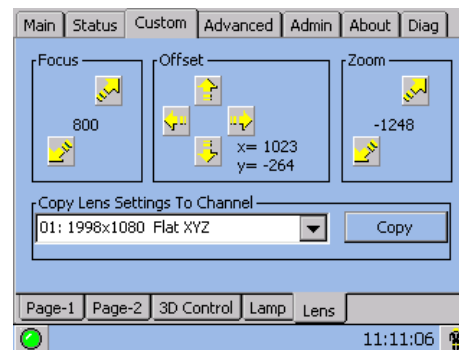 Main Status Custom Advanced Admin About Diag
Focus Offset Zoom
800
x= 1023
y= -264
-1248
Copy Lens Settings To Channel
01: 1998x1080 Flat XYZ
Copy
Page-1 Page-2 3D Control Lamp Lens
11:11:06